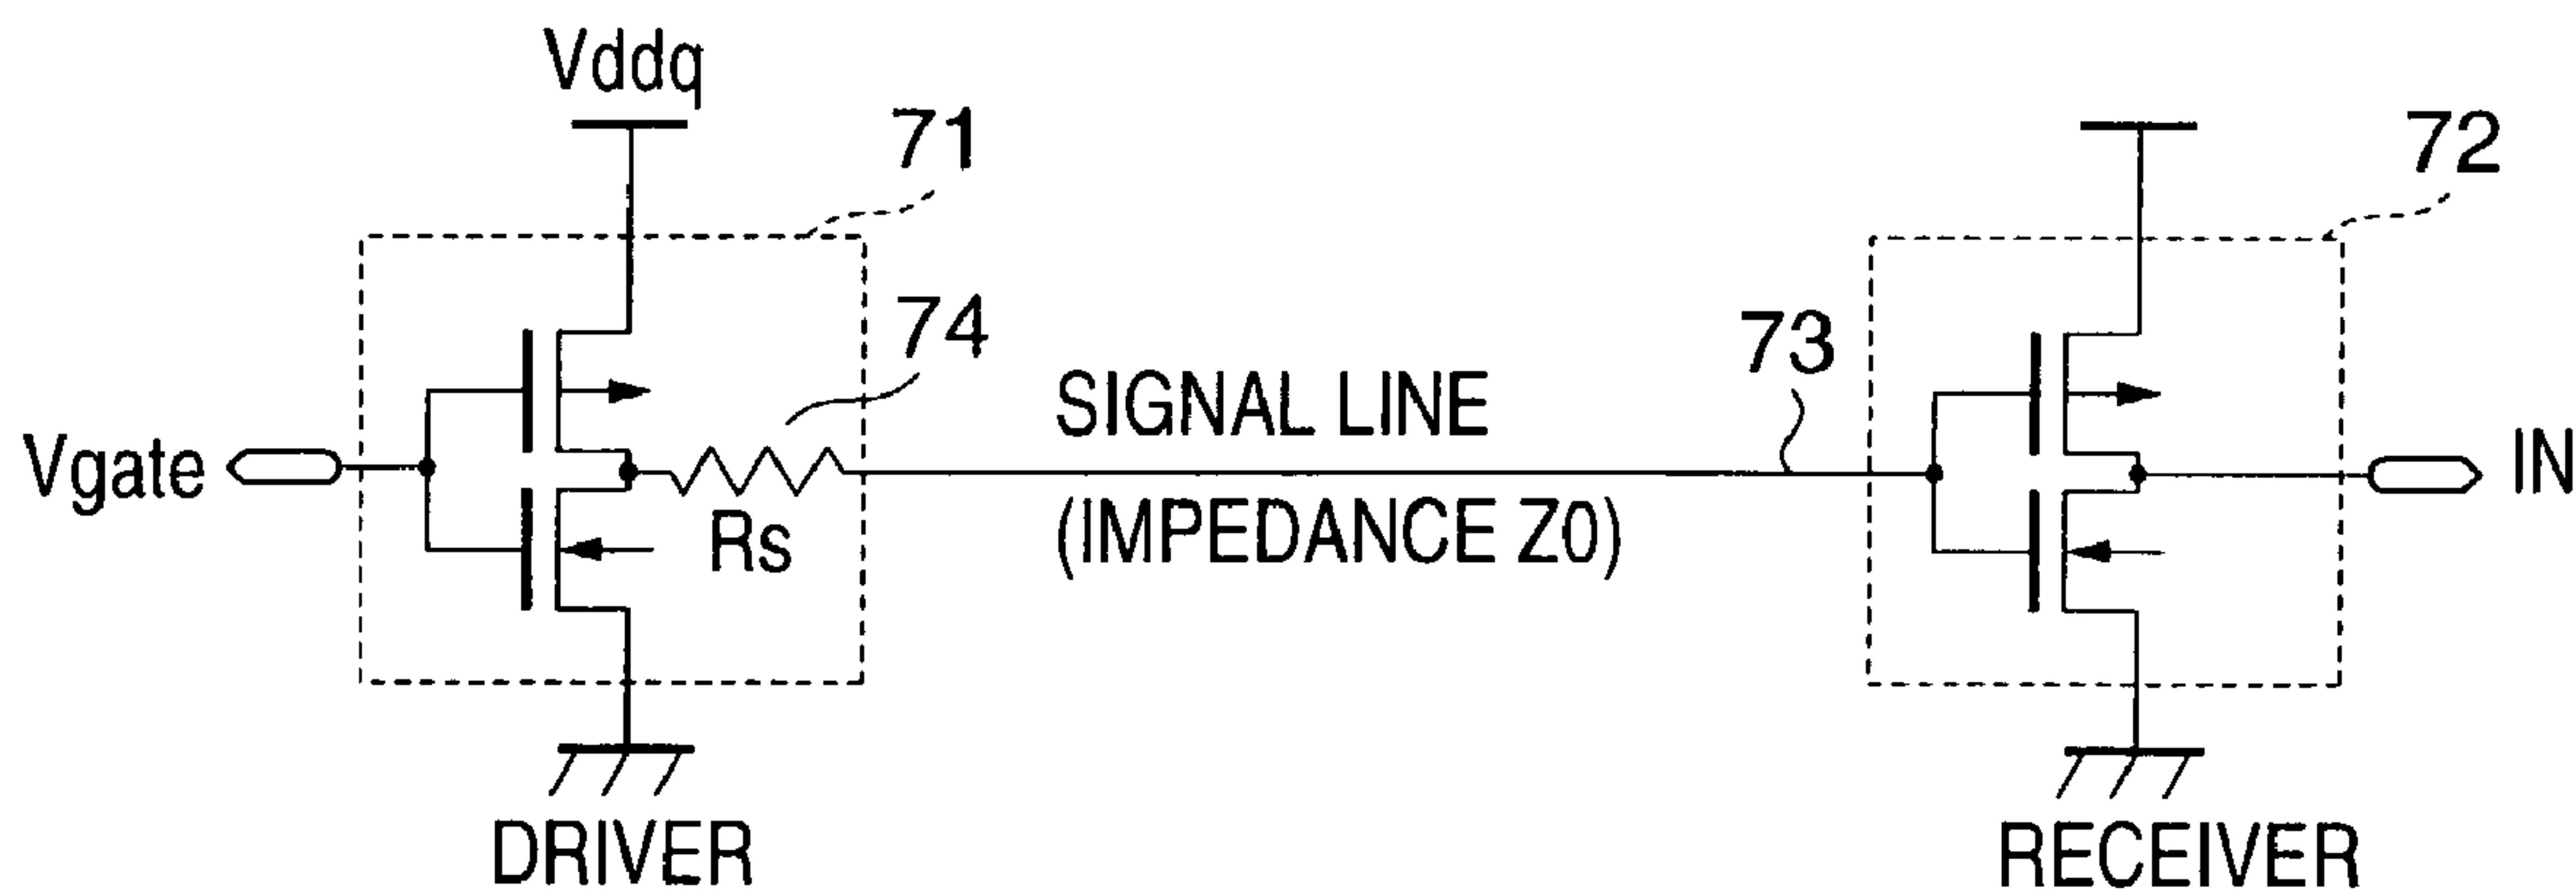 Vddq
71
72
74
73
SIGNAL LINE
(IMPEDANCE Z0)
Vgate
Rs
IN
DRIVER
RECEIVER